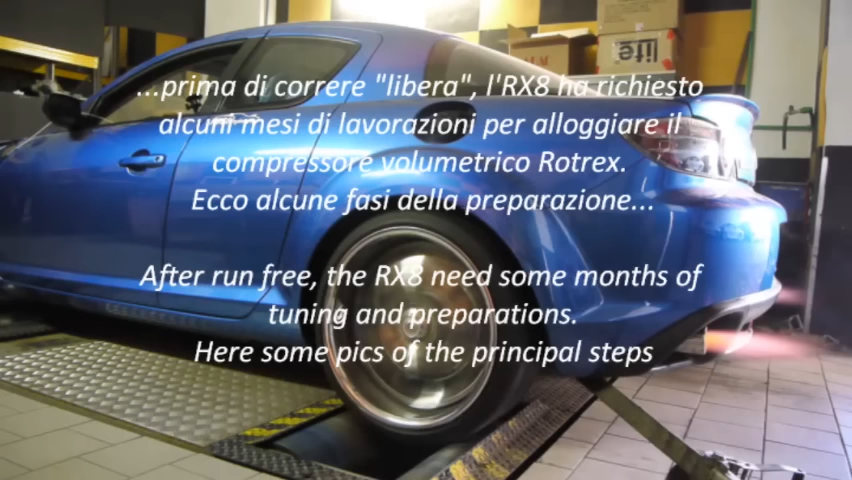 ...prima di correre "libera", l'RX8 ha richiesto
alcuni mesi di lavorazioni per alloggiare il
compressore volumetrico Rotrex.
Ecco alcune fasi della preparazione...
After run free, the RX8 need some months of
tuning and preparations.
Here some pics of the principal steps
lite